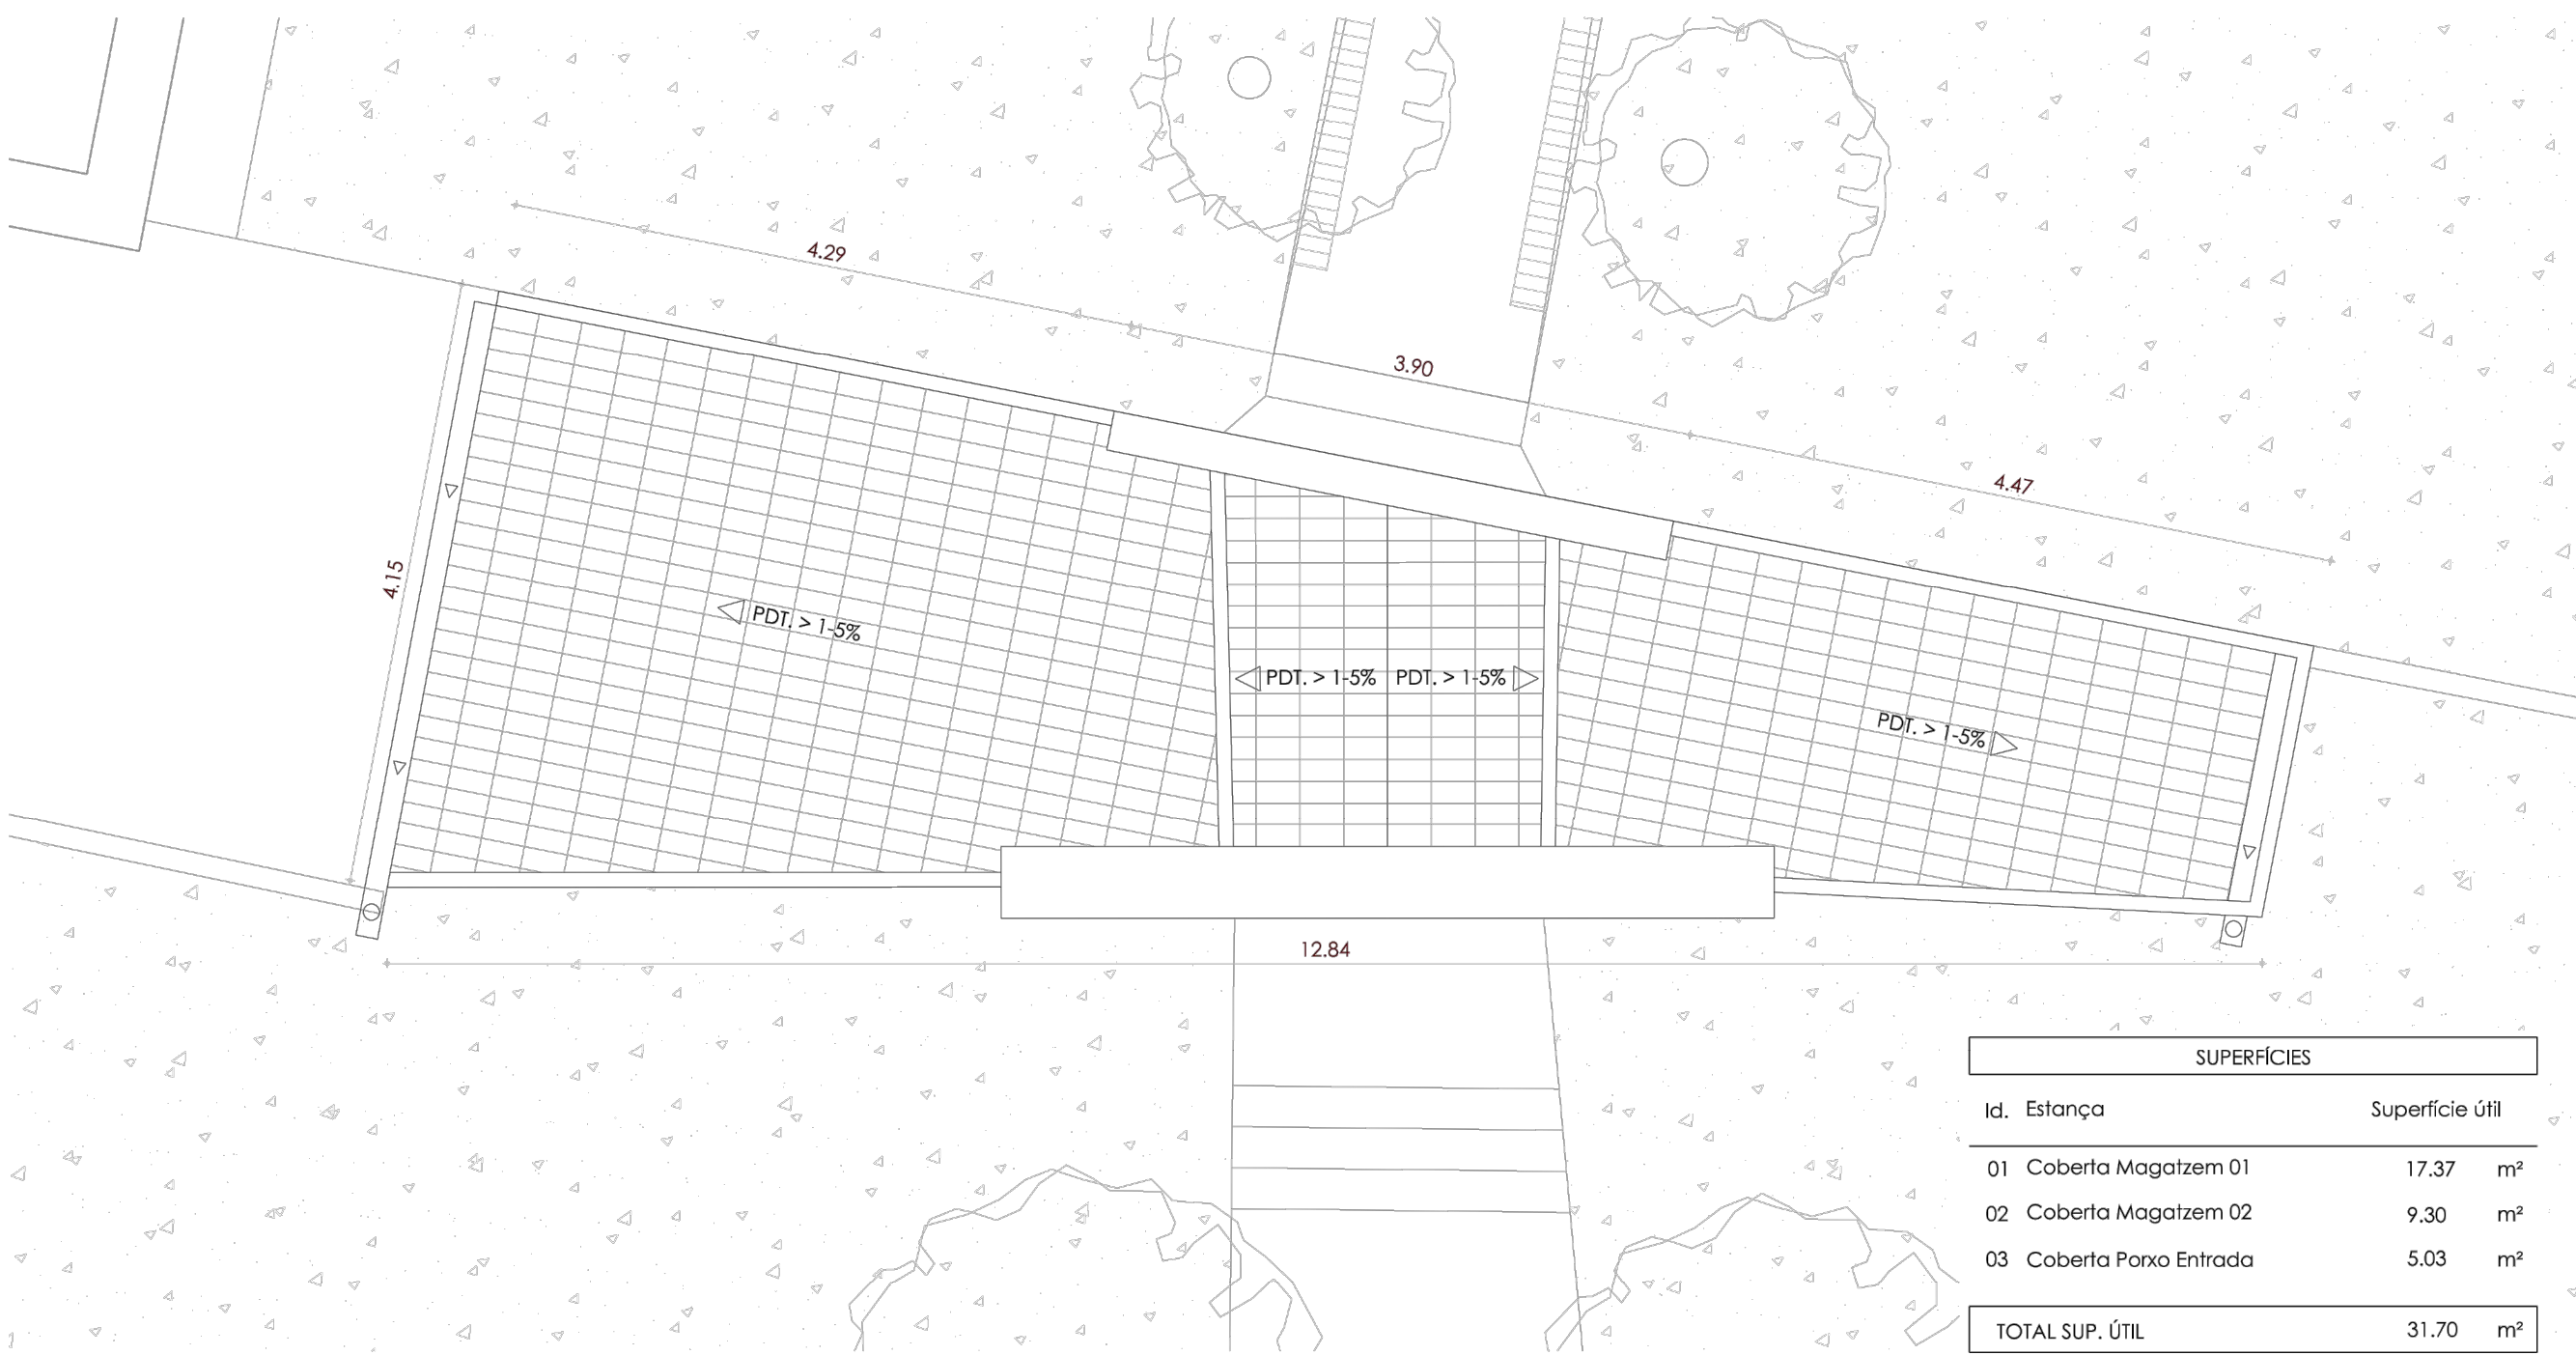 4.29
3.90
4.47
4.15
PDT. > 1-5%
PDT. > 1-5% PDT. > 1-5%
PDT. > 1-5%
12.84
SUPERFÍCIES
Id. Estança Superfície útil
01 Coberta Magatzem 01 17.37 m²
02 Coberta Magatzem 02 9.30 m²
03 Coberta Porxo Entrada 5.03 m²
TOTAL SUP. ÚTIL 31.70 m²